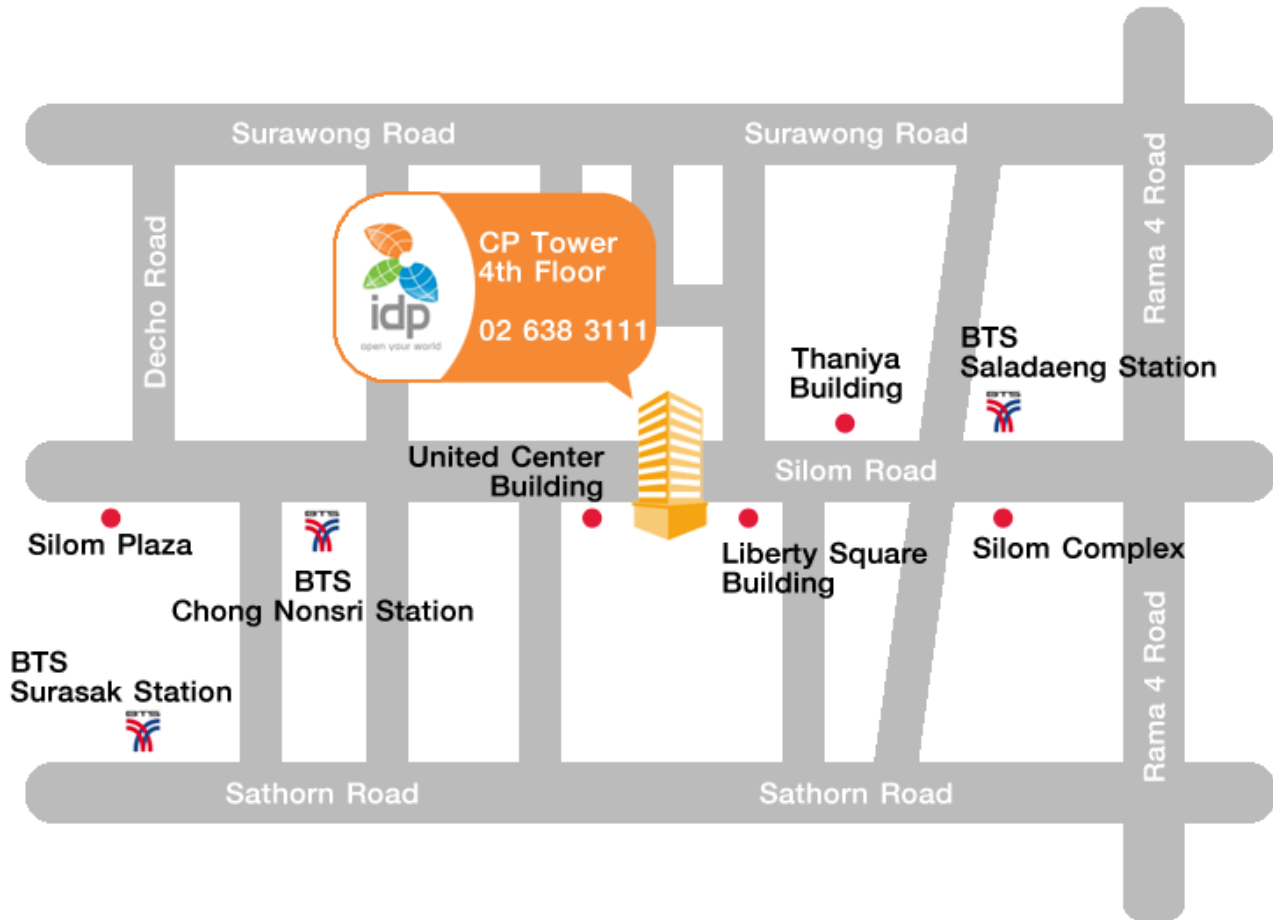 Surawong Road
Surawong Road
Rama 4 Road
Decho Road
idp
open your world
CP Tower
4th Floor
02 638 3111
Thaniya
Building
BTS
Saladaeng Station
BTS
United Center
Building
Silom Road
Silom Plaza
BTS
BTS
Chong Nonsri Station
Liberty Square
Building
Silom Complex
Rama 4 Road
BTS
Surasak Station
BTS
Sathorn Road
Sathorn Road